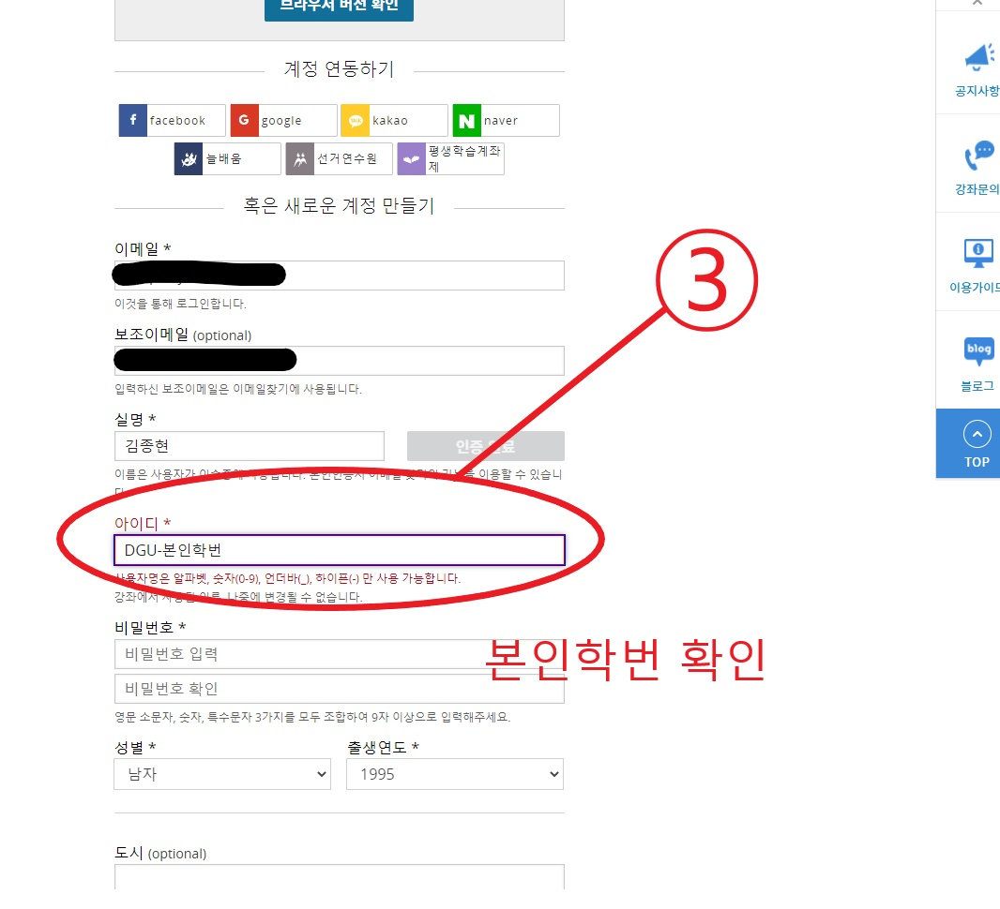 브라우저 버전 확인
계정 연동하기
facebook
google
kakao
naver
늘배움
선거연수원
평생학습계좌
제
혹은 새로운 계정 만들기
이메일 *
이것을 통해 로그인합니다.
보조이메일 (optional)
입력하신 보조이메일은 이메일찾기에 사용됩니다.
실명 *
김종현
인증 완료
이름은 사용자가 이수증에 사용됩니다. 본인인증시 이메일 찾기의 기능을 이용할 수 있습니
다.
아이디 *
DGU-본인학번
사용자명은 알파벳, 숫자(0-9), 언더바(_), 하이픈(-) 만 사용 가능합니다.
강좌에서 사용될 이름, 나중에 변경될 수 없습니다.
비밀번호 *
비밀번호 입력
비밀번호 확인
영문 소문자, 숫자, 특수문자 3가지를 모두 조합하여 9자 이상으로 입력해주세요.
성별 *
출생연도 *
남자
1995
도시 (optional)
③
본인학번 확인
공지사항
강좌문의
이용가이드
blog
블로그
TOP